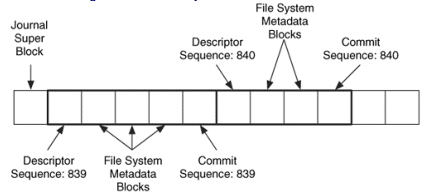 File System
Metadata
Blocks
Journal
Super
Block
Descriptor
Sequence: 840
Commit
Sequence: 840
Descriptor
Sequence: 839
File System
Metadata
Blocks
Commit
Sequence: 839